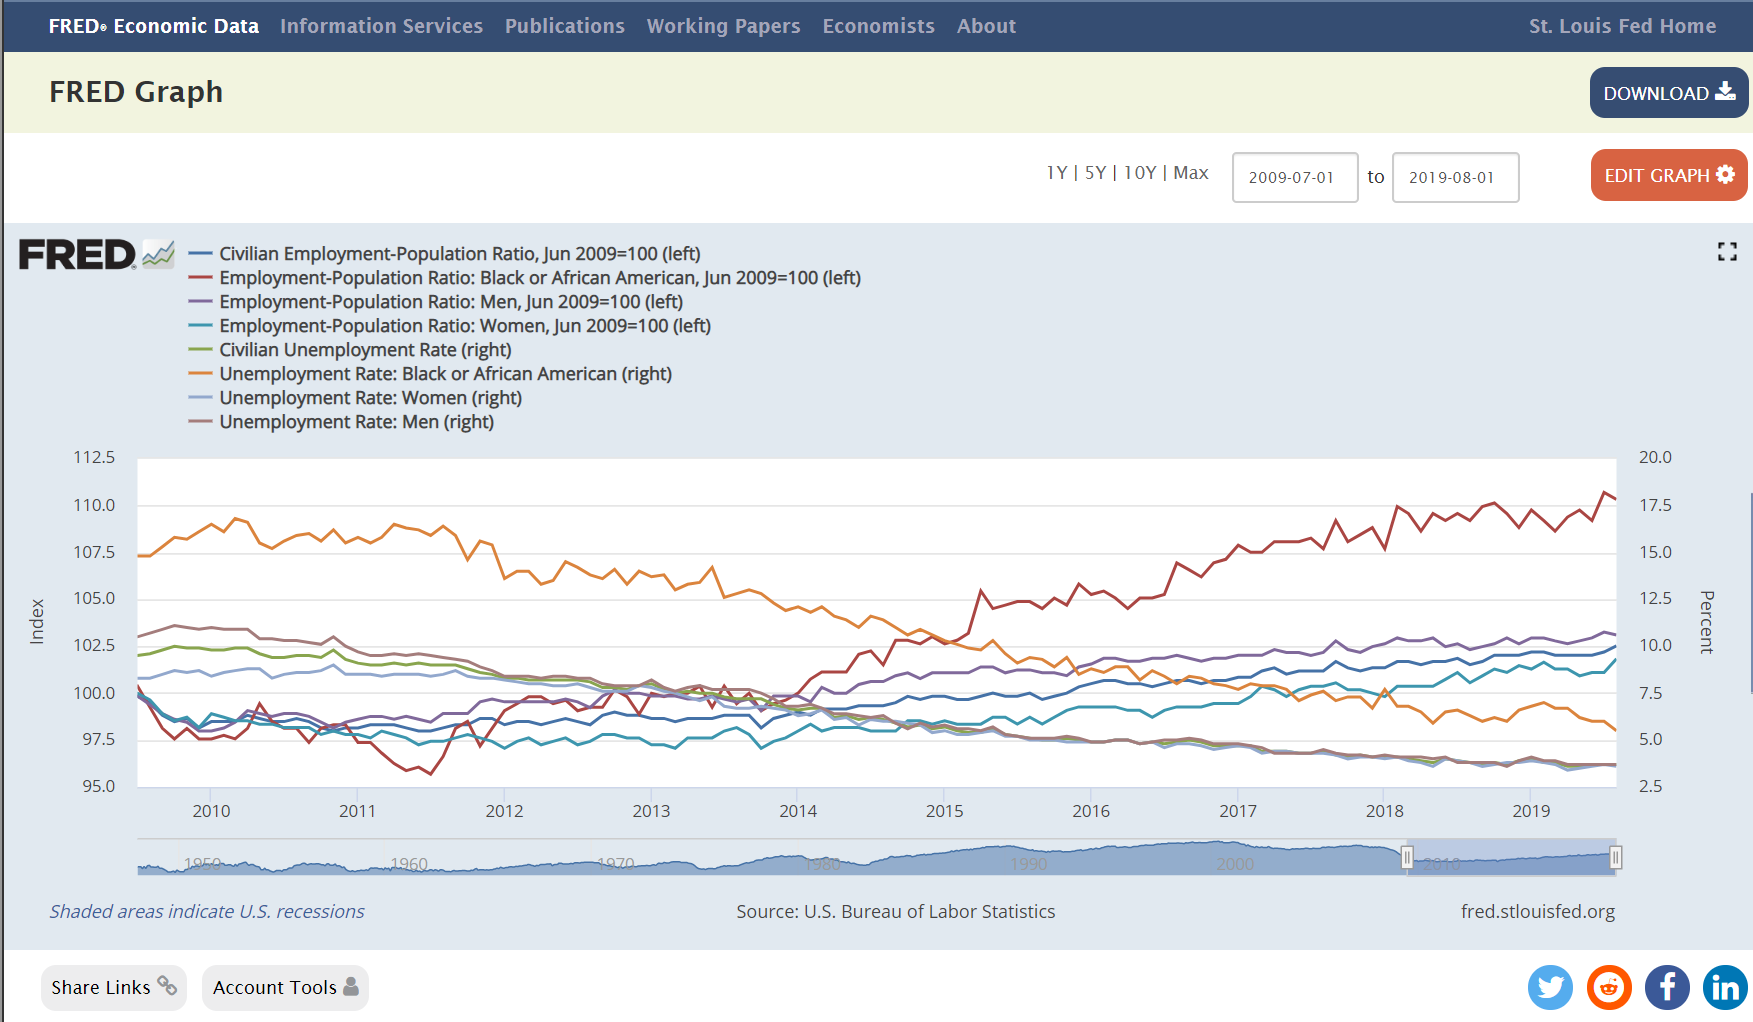 FRED® Economic Data Information Services Publications Working Papers Economists About St. Louis Fed Home
FRED Graph
DOWNLOAD
1Y | 5Y | 10Y | Max 2009-07-01 to 2019-08-01 EDIT GRAPH
FRED
Civilian Employment-Population Ratio, Jun 2009=100 (left)
Employment-Population Ratio: Black or African American, Jun 2009=100 (left)
Employment-Population Ratio: Men, Jun 2009=100 (left)
Employment-Population Ratio: Women, Jun 2009=100 (left)
Civilian Unemployment Rate (right)
Unemployment Rate: Black or African American (right)
Unemployment Rate: Women (right)
Unemployment Rate: Men (right)
112.5 20.0
110.0 17.5
107.5 15.0
105.0 12.5
Index
Percent
102.5 10.0
100.0 7.5
97.5 5.0
95.0 2.5
2010 2011 2012 2013 2014 2015 2016 2017 2018 2019
1950 1960 1970 1980 1990 2000 2010
Shaded areas indicate U.S. recessions Source: U.S. Bureau of Labor Statistics fred.stlouisfed.org
Share Links Account Tools
f in